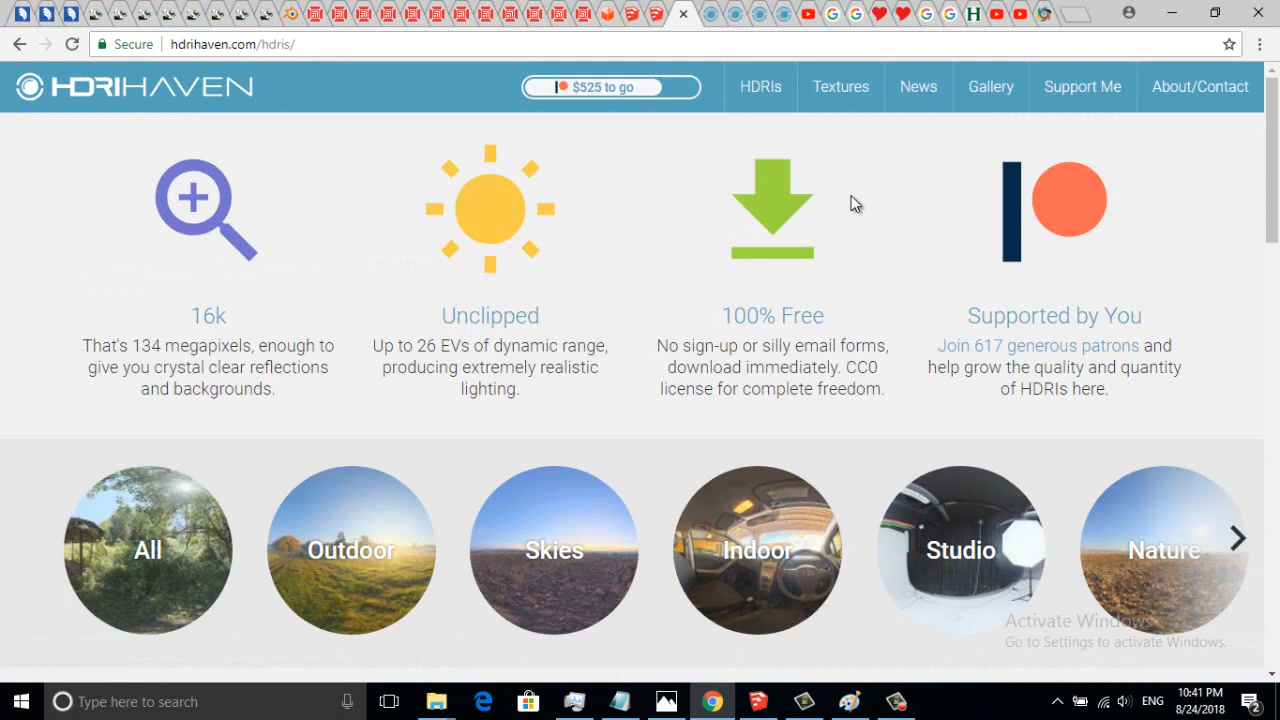 Secure
hdrihaven.com/hdris/
HDRIHAVEN
$525 to go
HDRIs
Textures
News
Gallery
Support Me
About/Contact
16k
That's 134 megapixels, enough to
give you crystal clear reflections
and backgrounds.
Unclipped
Up to 26 EVs of dynamic range,
producing extremely realistic
lighting.
100% Free
No sign-up or silly email forms,
download immediately. CC0
license for complete freedom.
Supported by You
Join 617 generous patrons and
help grow the quality and quantity
of HDRIs here.
All
Outdoor
Skies
Indoor
Studio
Nature
Activate Windows
Go to Settings to activate Windows.
Type here to search
ENG
10:41 PM
8/24/2018
2